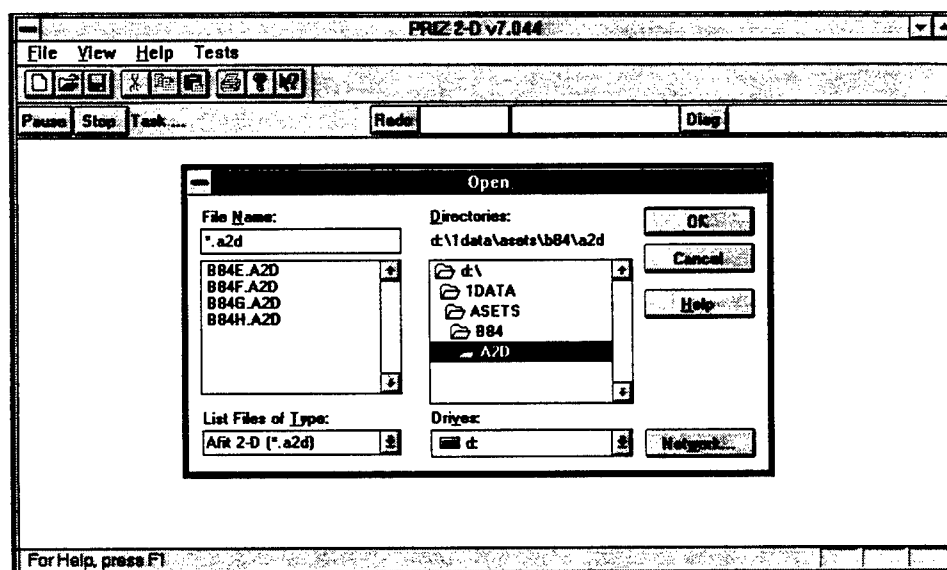 PRIZ 2-D v7.044
File View Help Tests
Pause Stop Task ... Redo Diag
Open
File Name:
*.a2d
B84E.A2D
B84F.A2D
B84G.A2D
B84H.A2D
List Files of Type:
Afit 2-D (*.a2d)
Directories:
d:\1data\asets\b84\a2d
d:\
1DATA
ASETS
B84
A2D
Drives:
d:
OK
Cancel
Help
Network...
For Help, press F1